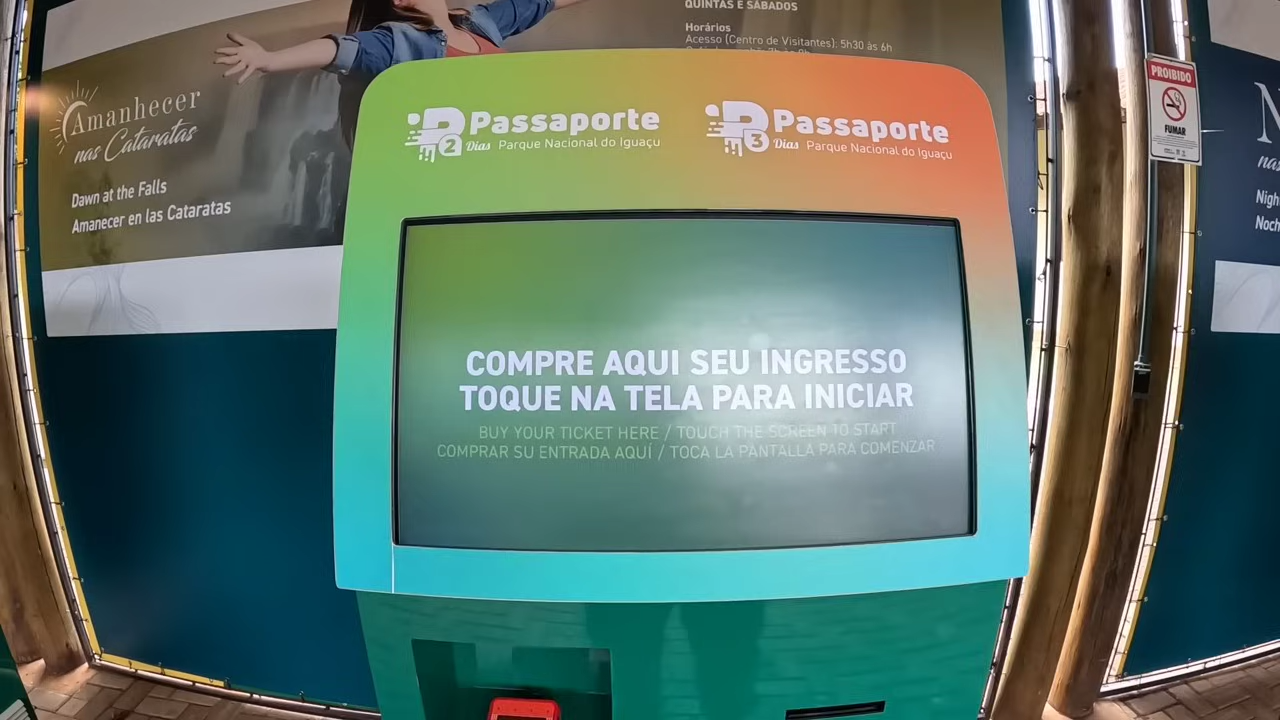 QUINTAS E SÁBADOS
Horários
Acesso (Centro de Visitantes): 5h30 às 6h
Amanhecer
nas Cataratas
Dawn at the Falls
Amanecer en las Cataratas
2 Dias Passaporte
Parque Nacional do Iguaçu
3 Dias Passaporte
Parque Nacional do Iguaçu
COMPRE AQUI SEU INGRESSO
TOQUE NA TELA PARA INICIAR
BUY YOUR TICKET HERE / TOUCH THE SCREEN TO START
COMPRAR SU ENTRADA AQUÍ / TOCA LA PANTALLA PARA COMENZAR
PROIBIDO
FUMAR